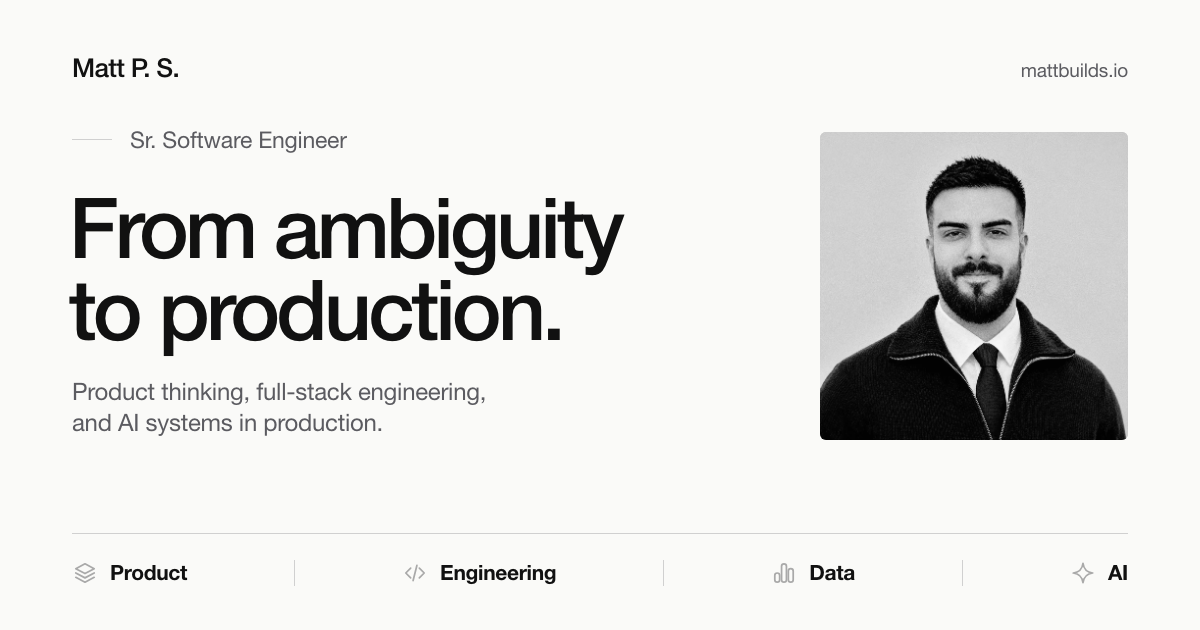 Matt P. S.
mattbuilds.io
Sr. Software Engineer
From ambiguity
to production.
Product thinking, full-stack engineering,
and AI systems in production.
Product
Engineering
Data
AI